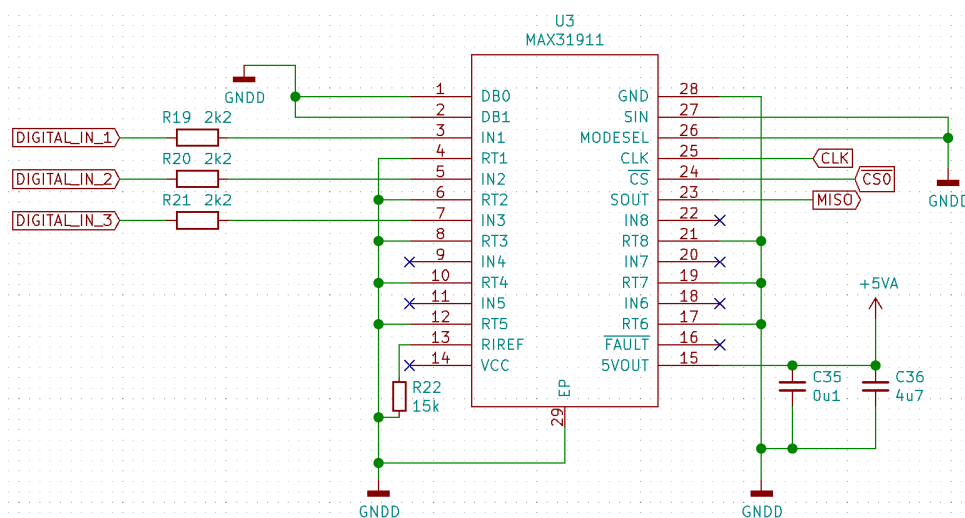 U3
MAX31911
GNDD
R19 2k2
DIGITAL_IN_1
R20 2k2
DIGITAL_IN_2
R21 2k2
DIGITAL_IN_3
1 DB0
2 DB1
3 IN1
4 RT1
5 IN2
6 RT2
7 IN3
8 RT3
9 IN4
10 RT4
11 IN5
12 RT5
13 RIREF
14 VCC
GND 28
SIN 27
MODESEL 26
CLK 25
CS 24
SOUT 23
IN8 22
RT8 21
IN7 20
RT7 19
IN6 18
RT6 17
FAULT 16
5VOUT 15
EP
29
CLK
CS0
MISO
GNDD
+5VA
R22
15k
C35
0u1
C36
4u7
GNDD
GNDD